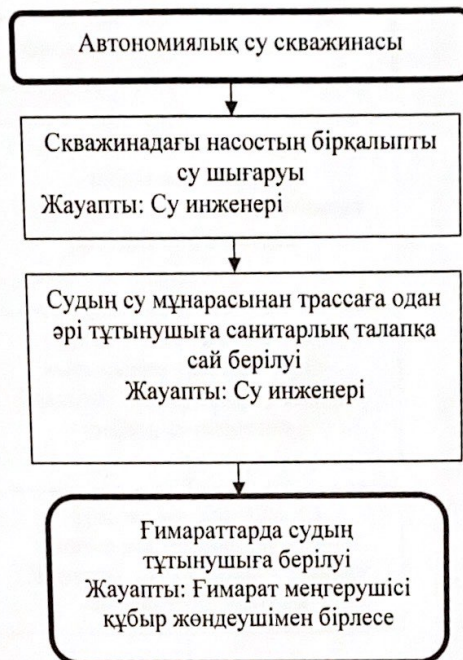 Автономиялық су скважинасы
Скважинадағы насостың бірқалыпты
су шығаруы
Жауапты: Су инженері
Судың су мұнарасынан трассаға одан
әрі тұтынушыға санитарлық талапқа
сай берілуі
Жауапты: Су инженері
Ғимараттарда судың
тұтынушыға берілуі
Жауапты: Ғимарат меңгерушісі
құбыр жөндеушімен бірлесе